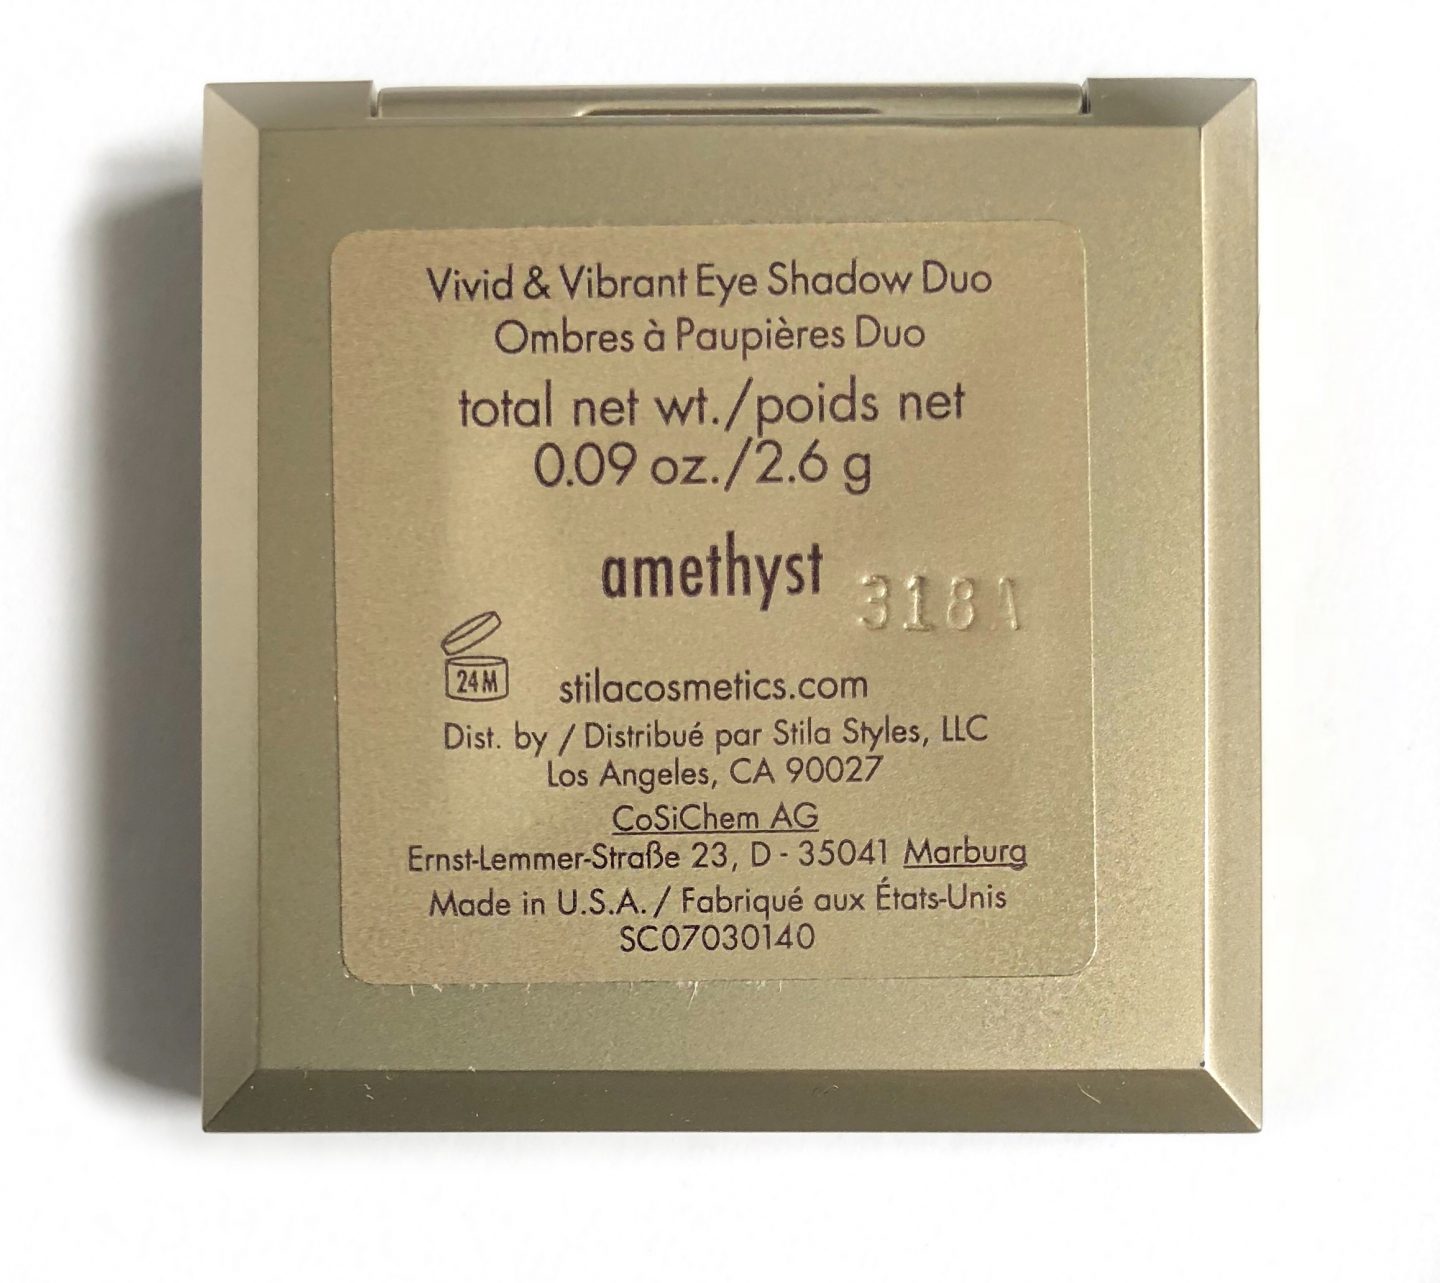 Vivid & Vibrant Eye Shadow Duo
Ombres à Paupières Duo
total net wt./poids net
0.09 oz./2.6 g
amethyst
318A
24M
stilacosmetics.com
Dist. by / Distribué par Stila Styles, LLC
Los Angeles, CA 90027
CoSiChem AG
Ernst-Lemmer-Straße 23, D - 35041 Marburg
Made in U.S.A. / Fabriqué aux États-Unis
SC07030140